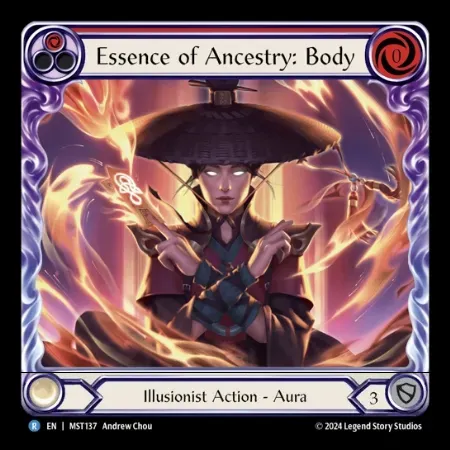 Essence of Ancestry: Body
0
Illusionist Action - Aura
3
R EN | MST137 Andrew Chou
© 2024 Legend Story Studios